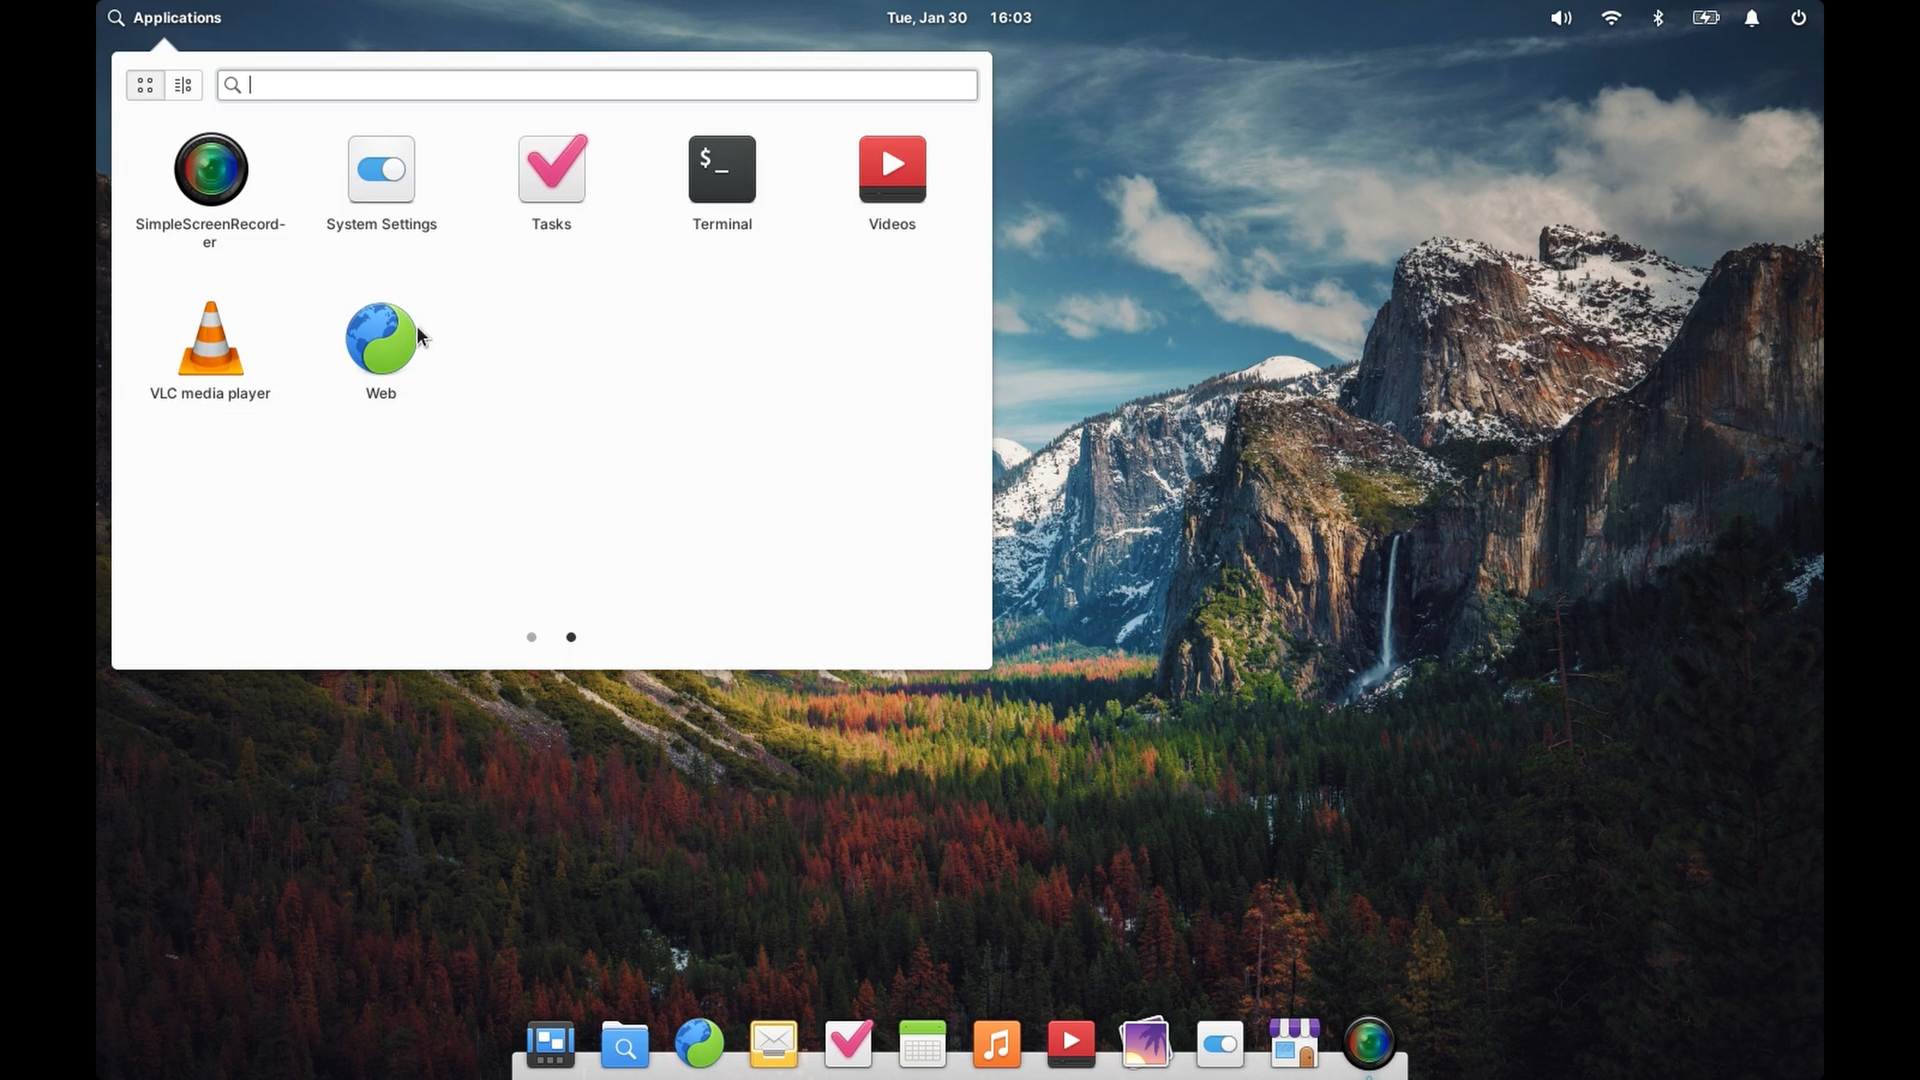 Applications
Tue, Jan 30 16:03
SimpleScreenRecord-
er
System Settings
Tasks
$_
Terminal
Videos
VLC media player
Web